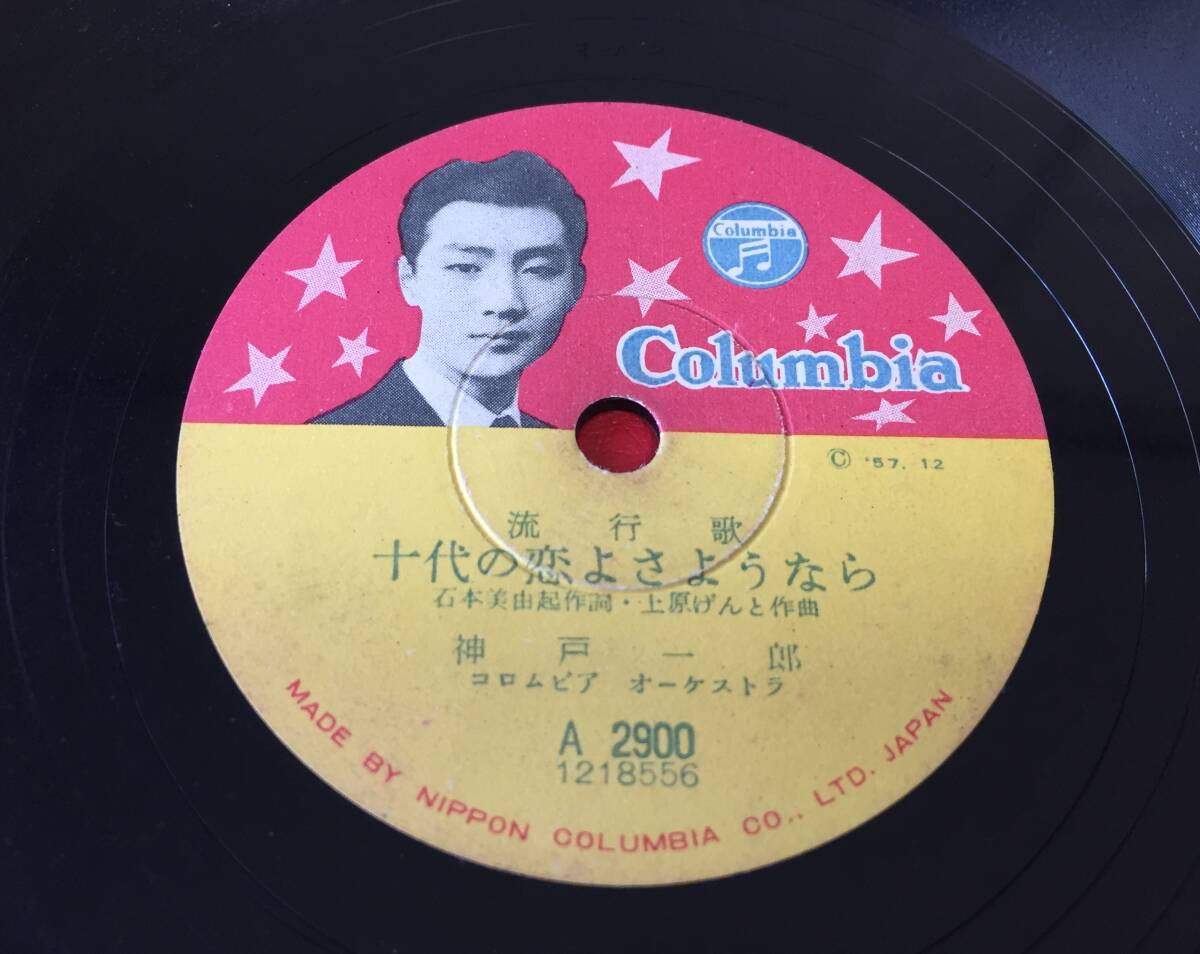 Columbia
Columbia
© '57. 12
流行歌
十代の恋よさようなら
石本美由起作詞・上原げんと作曲
神戸一郎
コロムビア オーケストラ
A 2900
1218556
MADE BY NIPPON COLUMBIA CO., LTD. JAPAN